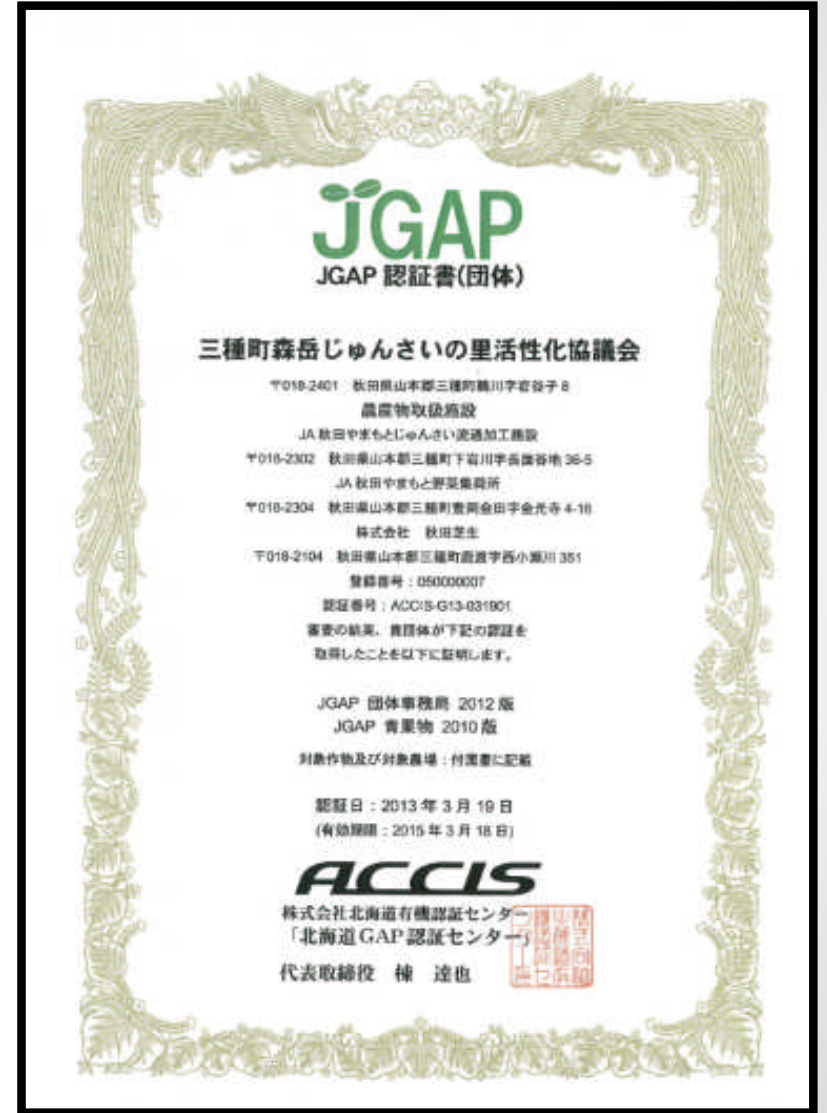 JGAP
JGAP 認証書(団体)
三種町森岳じゅんさいの里活性化協議会
〒018-2401 秋田県山本郡三種町鵜川字岩谷子 8
農産物取扱施設
JA 秋田やまもとじゅんさい流通加工施設
〒018-2302 秋田県山本郡三種町下岩川字長面谷地 36-5
JA 秋田やまもと野菜集荷所
〒018-2304 秋田県山本郡三種町豊岡金田字金光寺 4-18
株式会社 秋田芝生
〒018-2104 秋田県山本郡三種町鹿渡字西小瀬川 351
登録番号:050000007
認証番号:ACCIS-G13-031901
審査の結果、貴団体が下記の認証を
取得したことを以下に証明します。
JGAP 団体事務局 2012 版
JGAP 青果物 2010 版
対象作物及び対象農場:付属書に記載
認証日:2013 年 3 月 19 日
(有効期限:2015 年 3 月 18 日)
ACCIS
株式会社北海道有機認証センター
「北海道 GAP 認証センター」
代表取締役 棟 達也